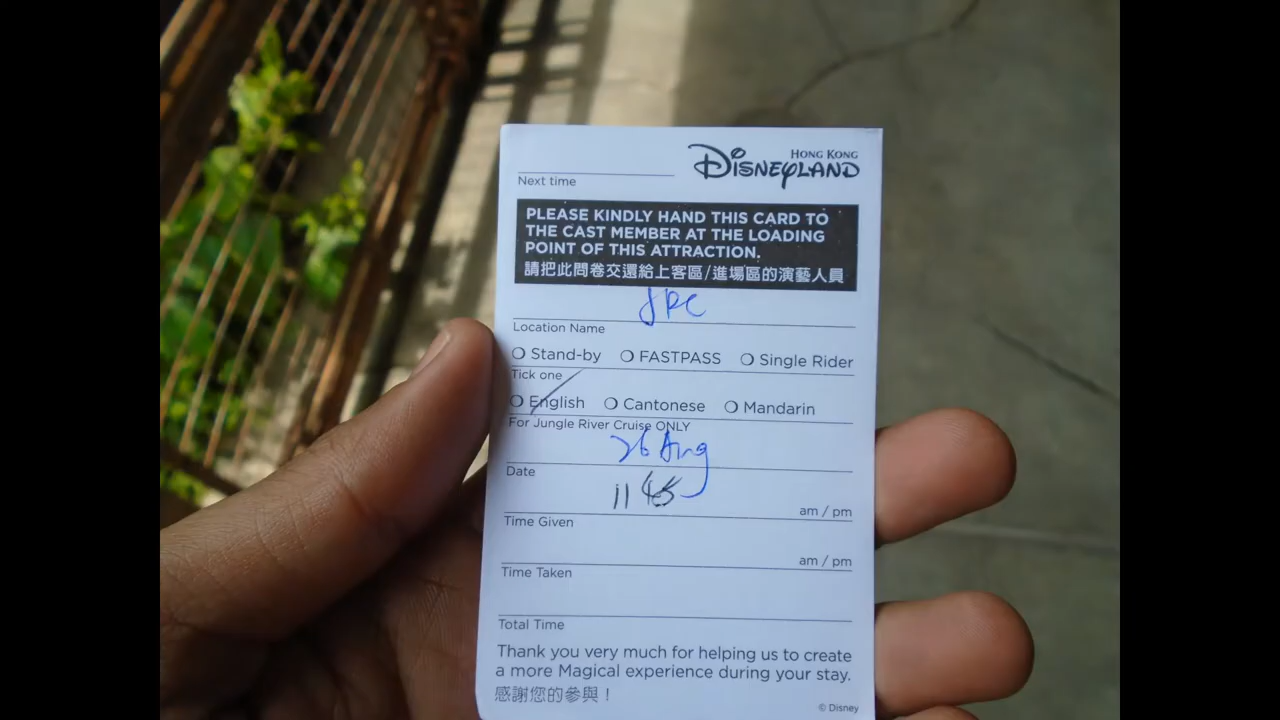 HONG KONG
DISNEYLAND
Next time
PLEASE KINDLY HAND THIS CARD TO
THE CAST MEMBER AT THE LOADING
POINT OF THIS ATTRACTION.
請把此問卷交還給上客區/進場區的演藝人員
JRC
Location Name
Stand-by FASTPASS Single Rider
Tick one
English Cantonese Mandarin
For Jungle River Cruise ONLY
26 Aug
Date
11 45
am / pm
Time Given
am / pm
Time Taken
Total Time
Thank you very much for helping us to create
a more Magical experience during your stay.
感謝您的參與！
© Disney